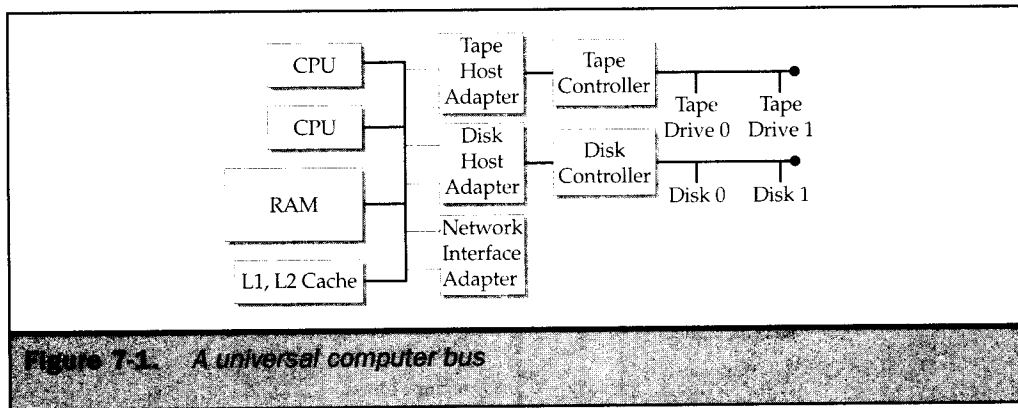 CPU
CPU
RAM
L1, L2 Cache
Tape
Host
Adapter
Disk
Host
Adapter
Network
Interface
Adapter
Tape
Controller
Disk
Controller
Tape
Drive 0
Tape
Drive 1
Disk 0
Disk 1
Figure 7-1. A universal computer bus